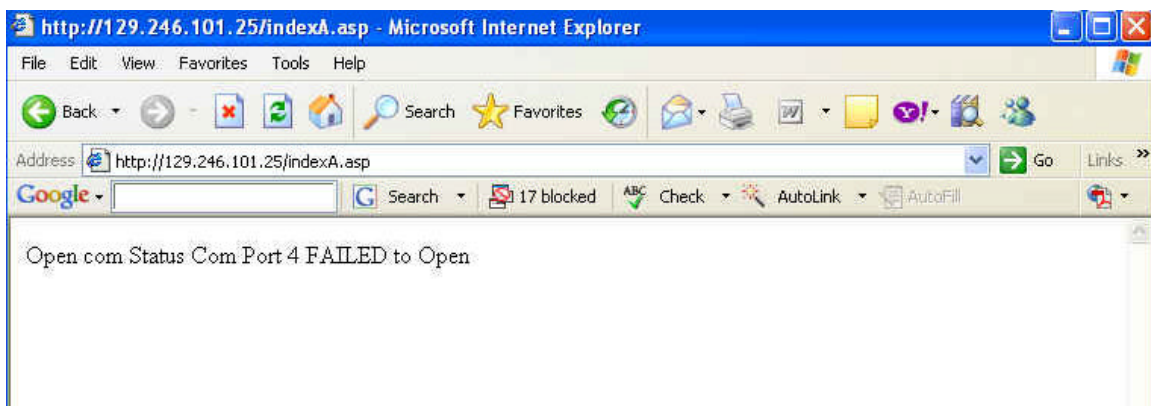 http://129.246.101.25/indexA.asp - Microsoft Internet Explorer
File Edit View Favorites Tools Help
Back Search Favorites
Address http://129.246.101.25/indexA.asp Go Links »
Google G Search 17 blocked ABC Check AutoLink AutoFill
Open com Status Com Port 4 FAILED to Open